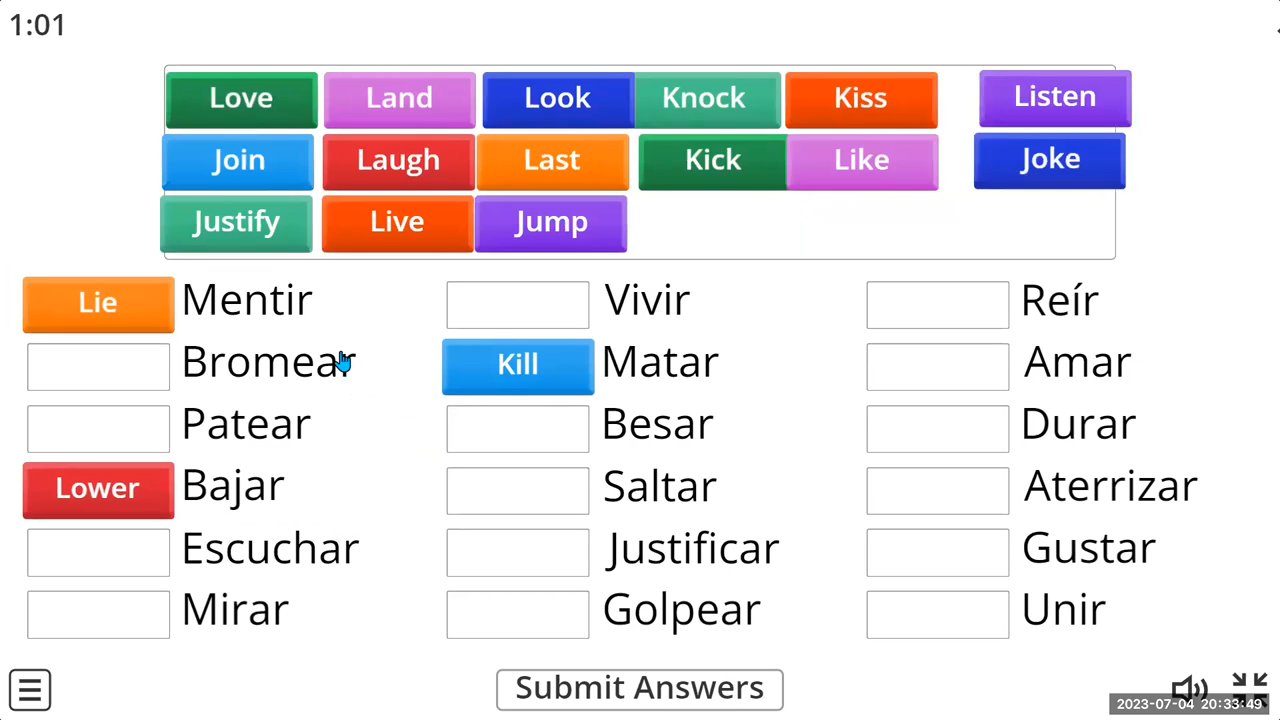 1:01
Love Land Look Knock Kiss Listen
Join Laugh Last Kick Like Joke
Justify Live Jump
Lie Mentir Vivir Reír
Bromear Kill Matar Amar
Patear Besar Durar
Lower Bajar Saltar Aterrizar
Escuchar Justificar Gustar
Mirar Golpear Unir
Submit Answers
2023-07-04 20:33:49